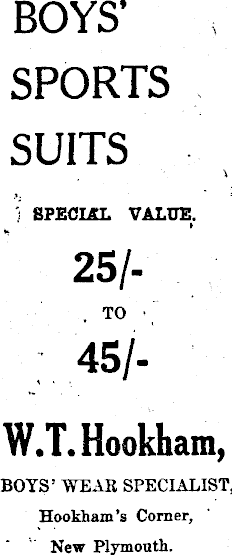 BOYS'
SPORTS
SUITS
SPECIAL VALUE.
25/-
TO
45/-
W. T. Hookham,
BOYS' WEAR SPECIALIST,
Hookham's Corner,
New Plymouth.